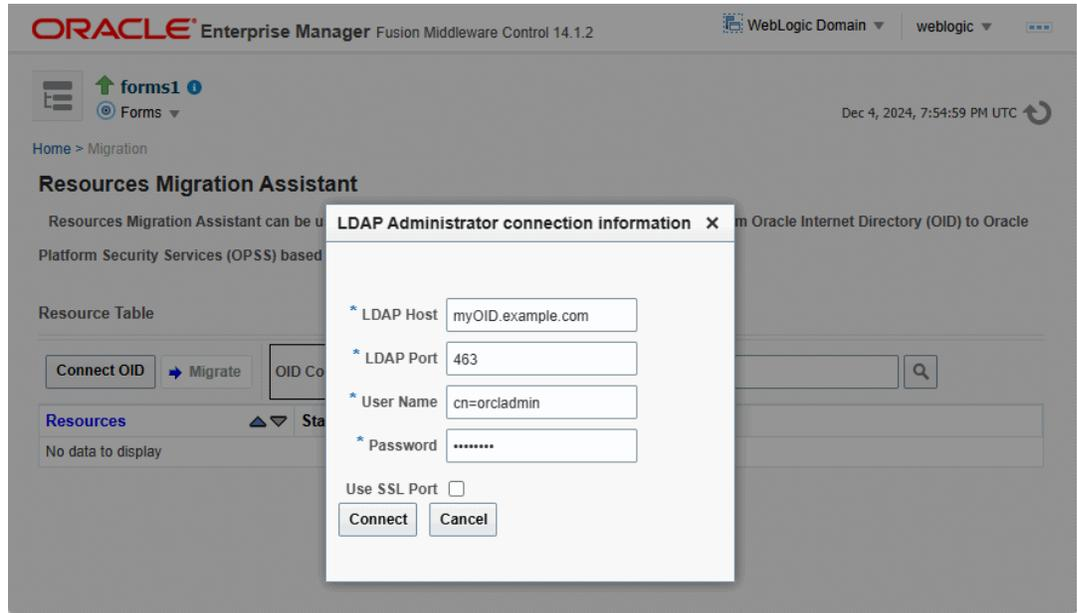 ORACLE Enterprise Manager Fusion Middleware Control 14.1.2
WebLogic Domain
weblogic
forms1
Forms
Dec 4, 2024, 7:54:59 PM UTC
Home > Migration
Resources Migration Assistant
Resources Migration Assistant can be u
m Oracle Internet Directory (OID) to Oracle
Platform Security Services (OPSS) based
Resource Table
Connect OID
Migrate
OID Co
Resources
Sta
No data to display
LDAP Administrator connection information
* LDAP Host myOID.example.com
* LDAP Port 463
* User Name cn=orcladmin
* Password ••••••••
Use SSL Port
Connect
Cancel